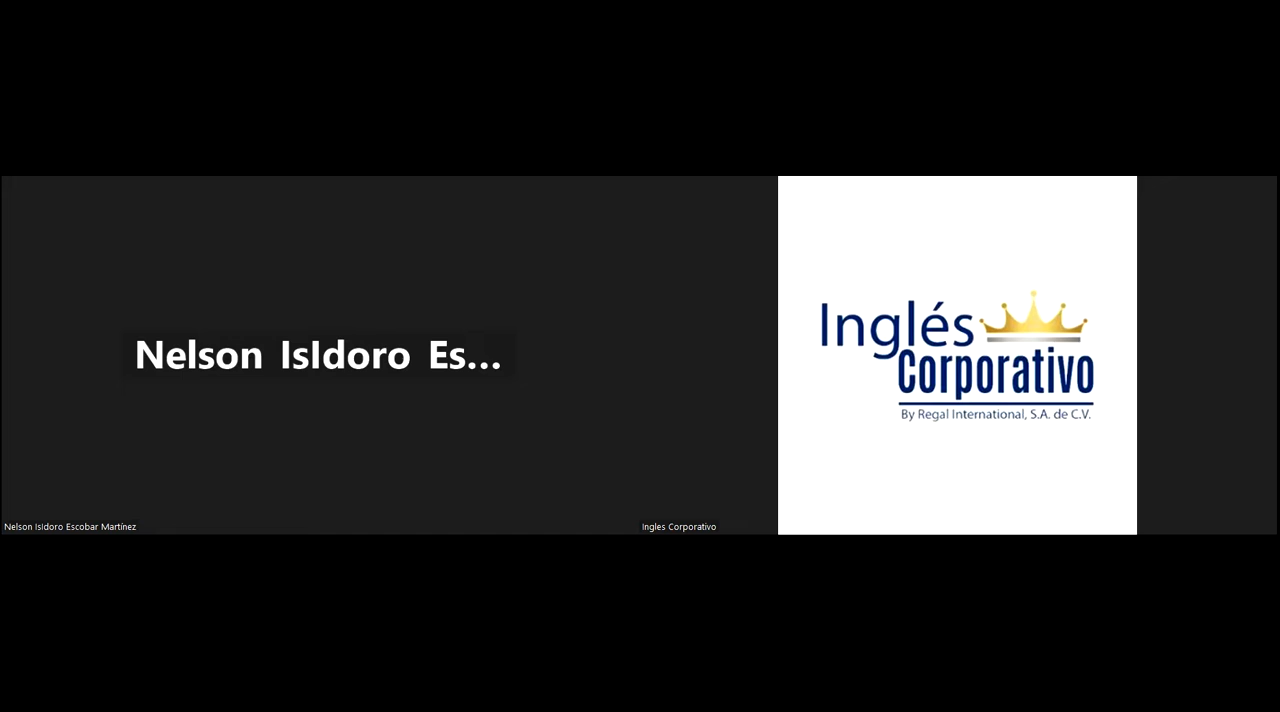 Nelson IsIdoro Es...
Nelson IsIdoro Escobar Martínez
Inglés
Corporativo
By Regal International, S.A. de C.V.
Ingles Corporativo